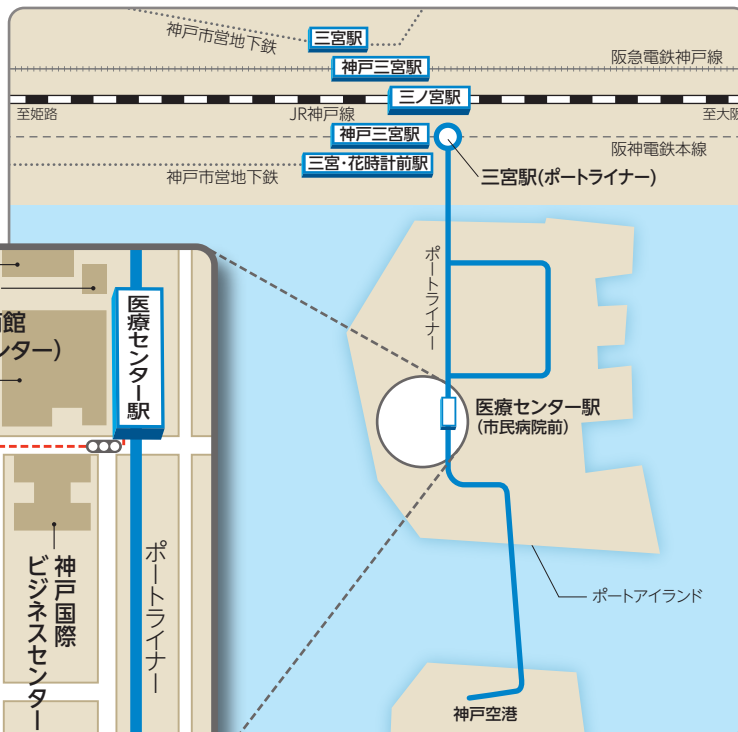 神戸市営地下鉄
三宮駅
阪急電鉄神戸線
神戸三宮駅
三ノ宮駅
至姫路
JR神戸線
至大阪
神戸三宮駅
阪神電鉄本線
三宮・花時計前駅
神戸市営地下鉄
三宮駅(ポートライナー)
ポートライナー
医療センター駅
(市民病院前)
ポートアイランド
神戸空港
館
ンター)
医療センター駅
神戸国際
ビジネスセンター
ポートライナー